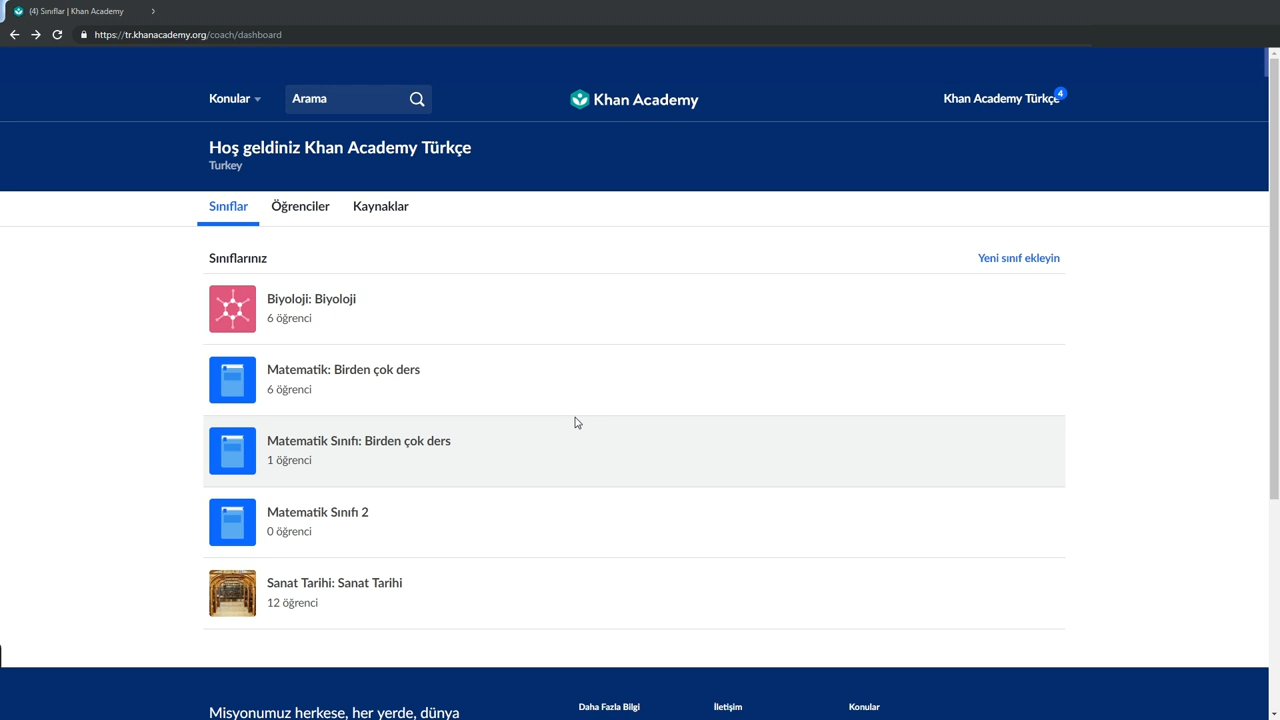 (4) Sınıflar | Khan Academy
https://tr.khanacademy.org/coach/dashboard
Konular
Arama
Khan Academy
Khan Academy Türkçe
4
Hoş geldiniz Khan Academy Türkçe
Turkey
Sınıflar
Öğrenciler
Kaynaklar
Sınıflarınız
Yeni sınıf ekleyin
Biyoloji: Biyoloji
6 öğrenci
Matematik: Birden çok ders
6 öğrenci
Matematik Sınıfı: Birden çok ders
1 öğrenci
Matematik Sınıfı 2
0 öğrenci
Sanat Tarihi: Sanat Tarihi
12 öğrenci
Misyonumuz herkese, her yerde, dünya
Daha Fazla Bilgi
İletişim
Konular